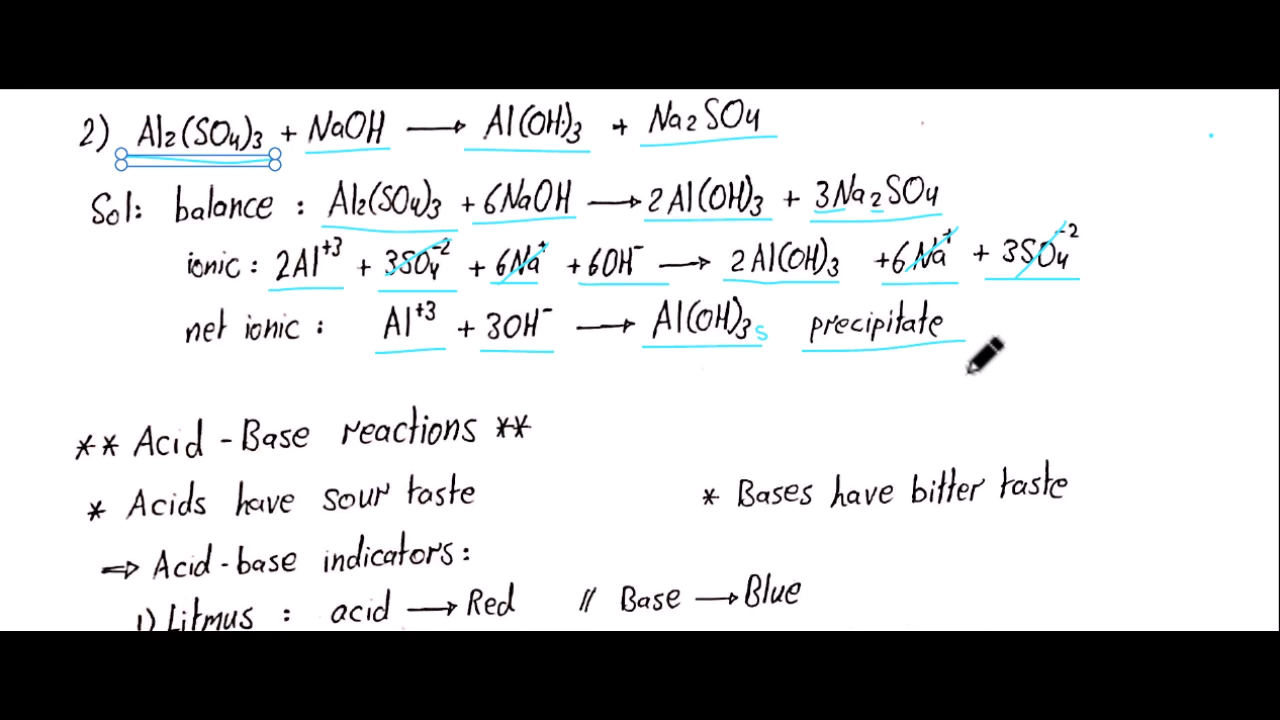 2) Al₂(SO₄)₃ + NaOH → Al(OH)₃ + Na₂SO₄
Sol: balance : Al₂(SO₄)₃ + 6NaOH → 2Al(OH)₃ + 3Na₂SO₄
ionic : 2Al⁺³ + 3SO₄⁻² + 6Na⁺ + 6OH⁻ → 2Al(OH)₃ + 6Na⁺ + 3SO₄⁻²
net ionic : Al⁺³ + 3OH⁻ → Al(OH)₃ s precipitate
** Acid-Base reactions **
* Acids have sour taste * Bases have bitter taste
⇒ Acid-base indicators:
1) Litmus : acid → Red // Base → Blue